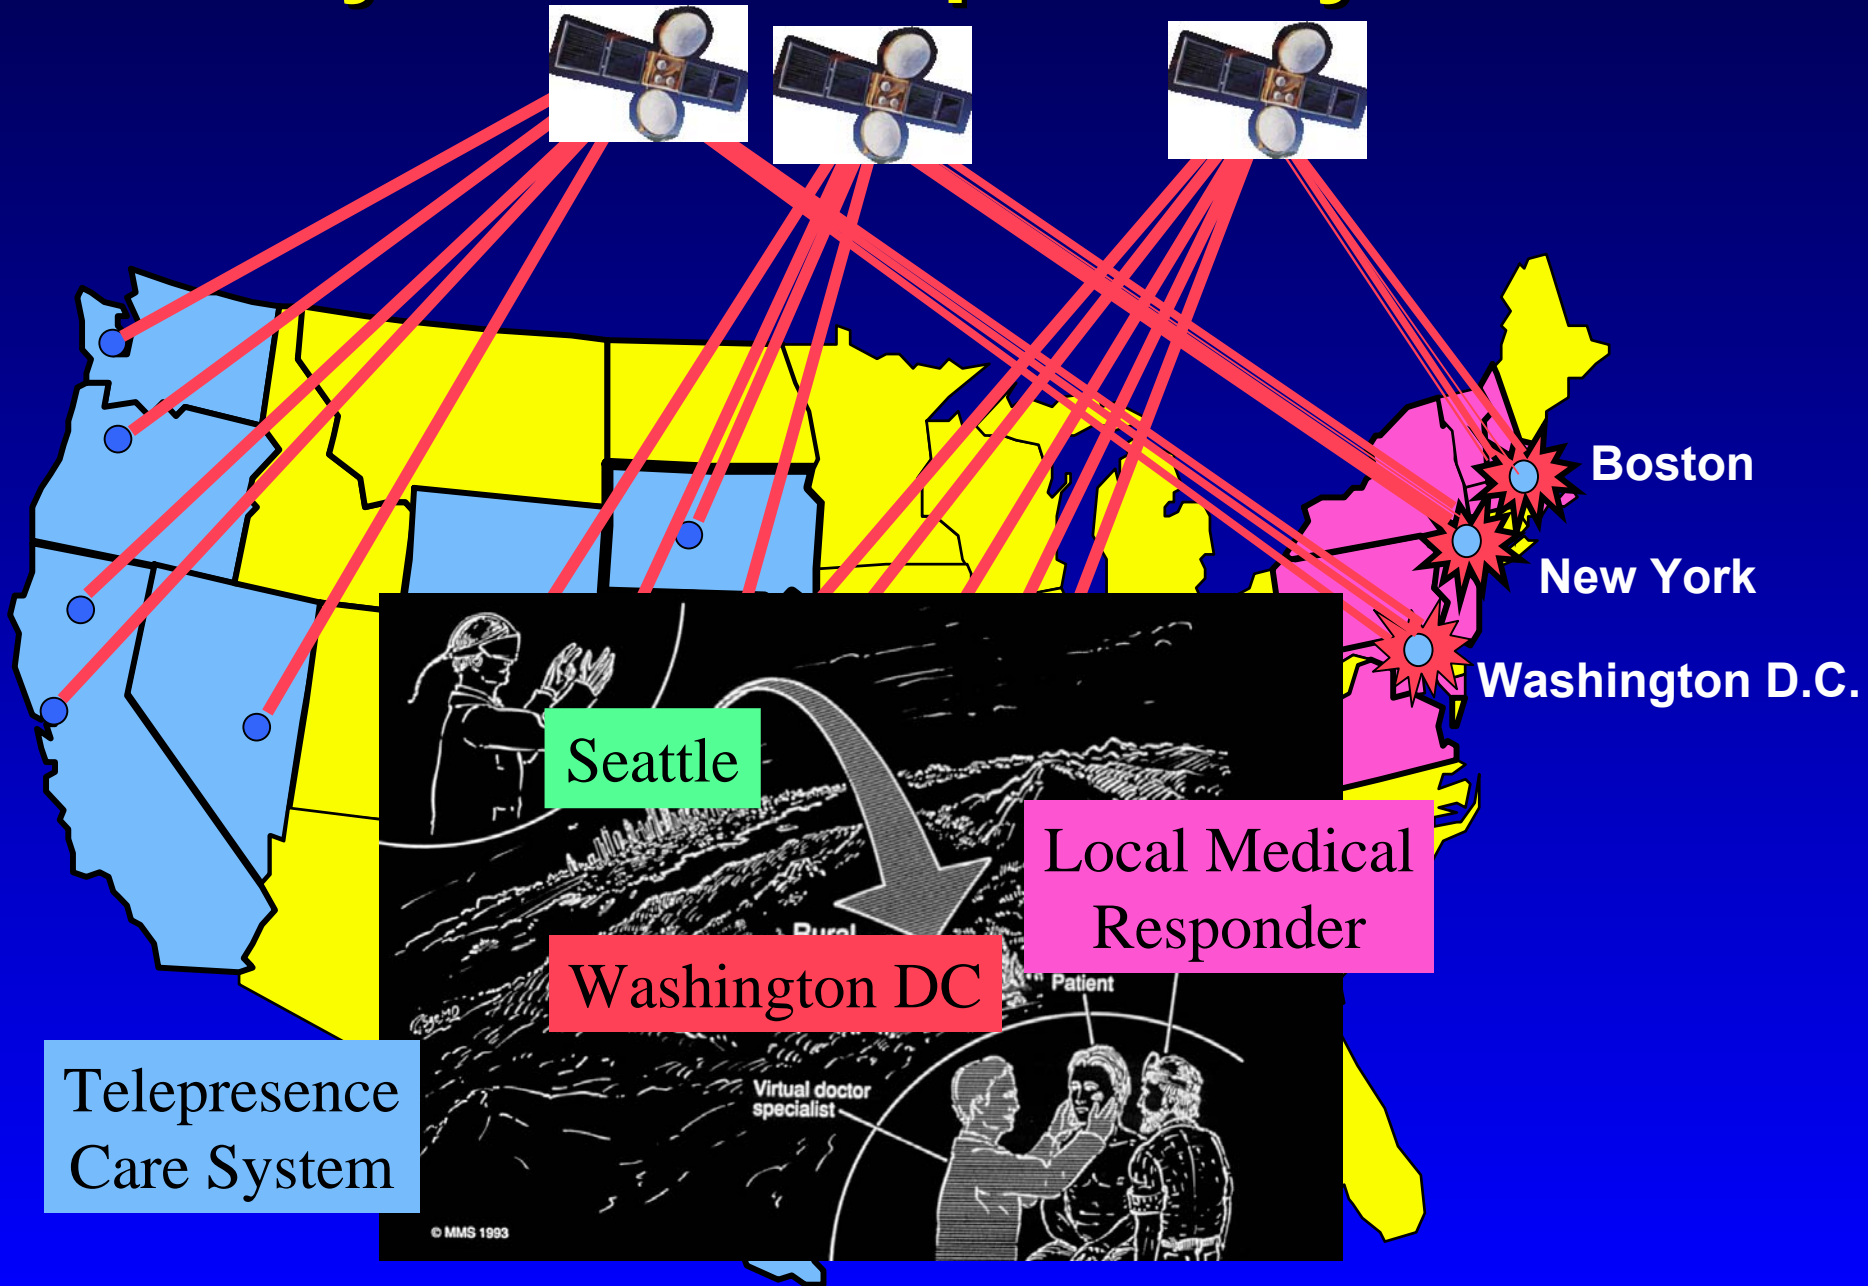 Boston
New York
Washington D.C.
Seattle
Local Medical
Responder
Rural
Washington DC
Patient
Telepresence
Care System
Virtual doctor
specialist
© MMS 1993